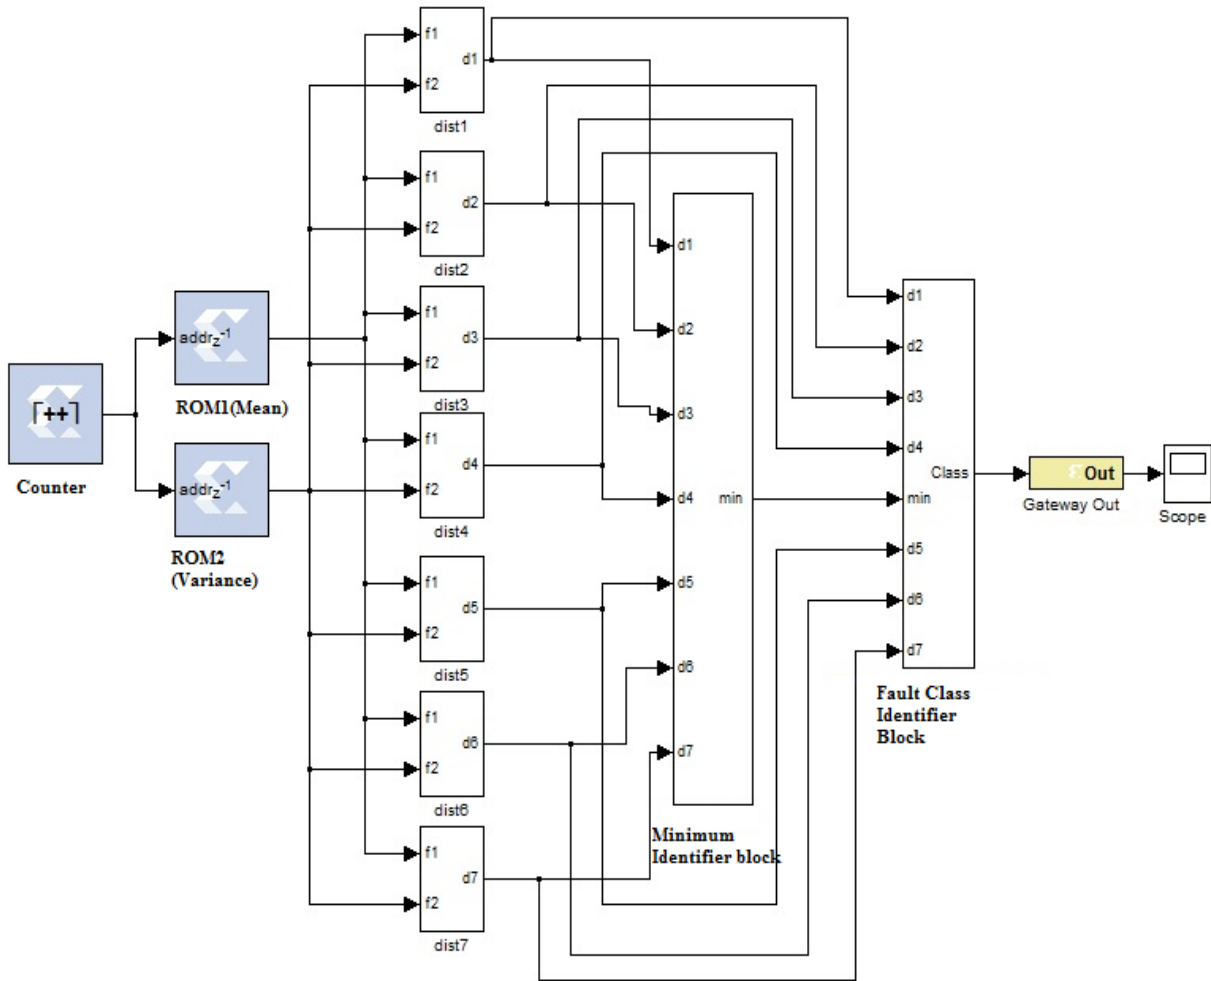 ⌈++⌉
Counter
addr z⁻¹
ROM1(Mean)
addr z⁻¹
ROM2
(Variance)
f1
f2
d1
dist1
f1
f2
d2
dist2
f1
f2
d3
dist3
f1
f2
d4
dist4
f1
f2
d5
dist5
f1
f2
d6
dist6
f1
f2
d7
dist7
d1
d2
d3
d4
d5
d6
d7
min
Minimum
Identifier block
d1
d2
d3
d4
min
d5
d6
d7
Class
Fault Class
Identifier
Block
Out
Gateway Out
Scope